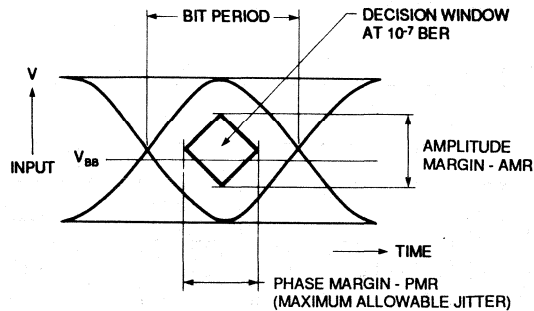 BIT PERIOD
DECISION WINDOW
AT 10-7 BER
V
INPUT
VBB
AMPLITUDE
MARGIN - AMR
TIME
PHASE MARGIN - PMR
(MAXIMUM ALLOWABLE JITTER)